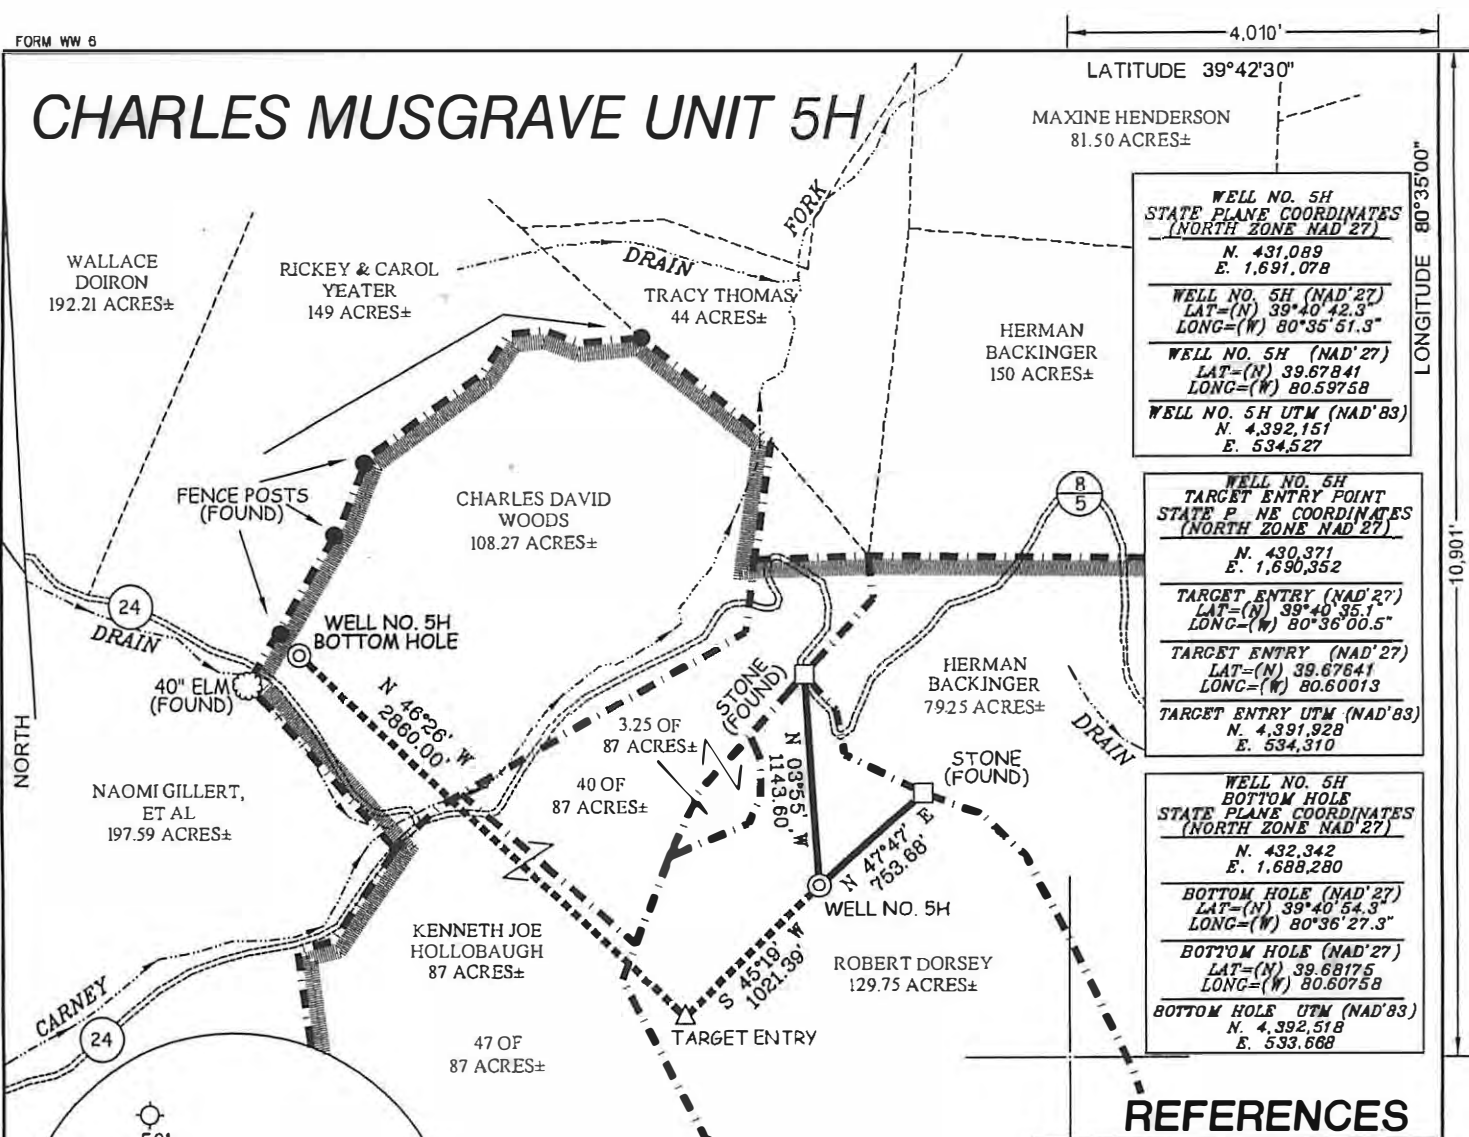 FORM WW 6
4,010'
LATITUDE 39°42'30"
CHARLES MUSGRAVE UNIT 5H
MAXINE HENDERSON
81.50 ACRES±
LONGITUDE 80°35'00"
10,901'
WALLACE
DOIRON
192.21 ACRES±
RICKEY & CAROL
YEATER
149 ACRES±
FORK
DRAIN
TRACY THOMAS
44 ACRES±
HERMAN
BACKINGER
150 ACRES±
WELL NO. 5H
STATE PLANE COORDINATES
(NORTH ZONE NAD'27)
N. 431,089
E. 1,691,078
WELL NO. 5H (NAD'27)
LAT=(N) 39°40'42.3"
LONG=(W) 80°35'51.3"
WELL NO. 5H (NAD'27)
LAT=(N) 39.67841
LONG=(W) 80.59758
WELL NO. 5H UTM (NAD'83)
N. 4,392,151
E. 534,527
FENCE POSTS
(FOUND)
CHARLES DAVID
WOODS
108.27 ACRES±
8
5
WELL NO. 5H
TARGET ENTRY POINT
STATE P NE COORDINATES
(NORTH ZONE NAD'27)
N. 430,371
E. 1,690,352
TARGET ENTRY (NAD'27)
LAT=(N) 39°40'35.1"
LONG=(W) 80°36'00.5"
TARGET ENTRY (NAD'27)
LAT=(N) 39.67641
LONG=(W) 80.60013
TARGET ENTRY UTM (NAD'83)
N. 4,391,928
E. 534,310
24
DRAIN
WELL NO. 5H
BOTTOM HOLE
40" ELM
(FOUND)
N 46°26' W
2860.00'
NORTH
STONE
(FOUND)
3.25 OF
87 ACRES±
40 OF
87 ACRES±
N 03°55' W
1143.60'
HERMAN
BACKINGER
79.25 ACRES±
DRAIN
STONE
(FOUND)
NAOMI GILLERT,
ET AL
197.59 ACRES±
N 47°47' E
753.68'
WELL NO. 5H
WELL NO. 5H
BOTTOM HOLE
STATE PLANE COORDINATES
(NORTH ZONE NAD'27)
N. 432,342
E. 1,688,280
BOTTOM HOLE (NAD'27)
LAT=(N) 39°40'54.3"
LONG=(W) 80°36'27.3"
BOTTOM HOLE (NAD'27)
LAT=(N) 39.68175
LONG=(W) 80.60758
BOTTOM HOLE UTM (NAD'83)
N. 4,392,518
E. 533,668
KENNETH JOE
HOLLOBAUGH
87 ACRES±
S 45°19' W
1021.39'
ROBERT DORSEY
129.75 ACRES±
CARNEY
24
TARGET ENTRY
47 OF
87 ACRES±
REFERENCES